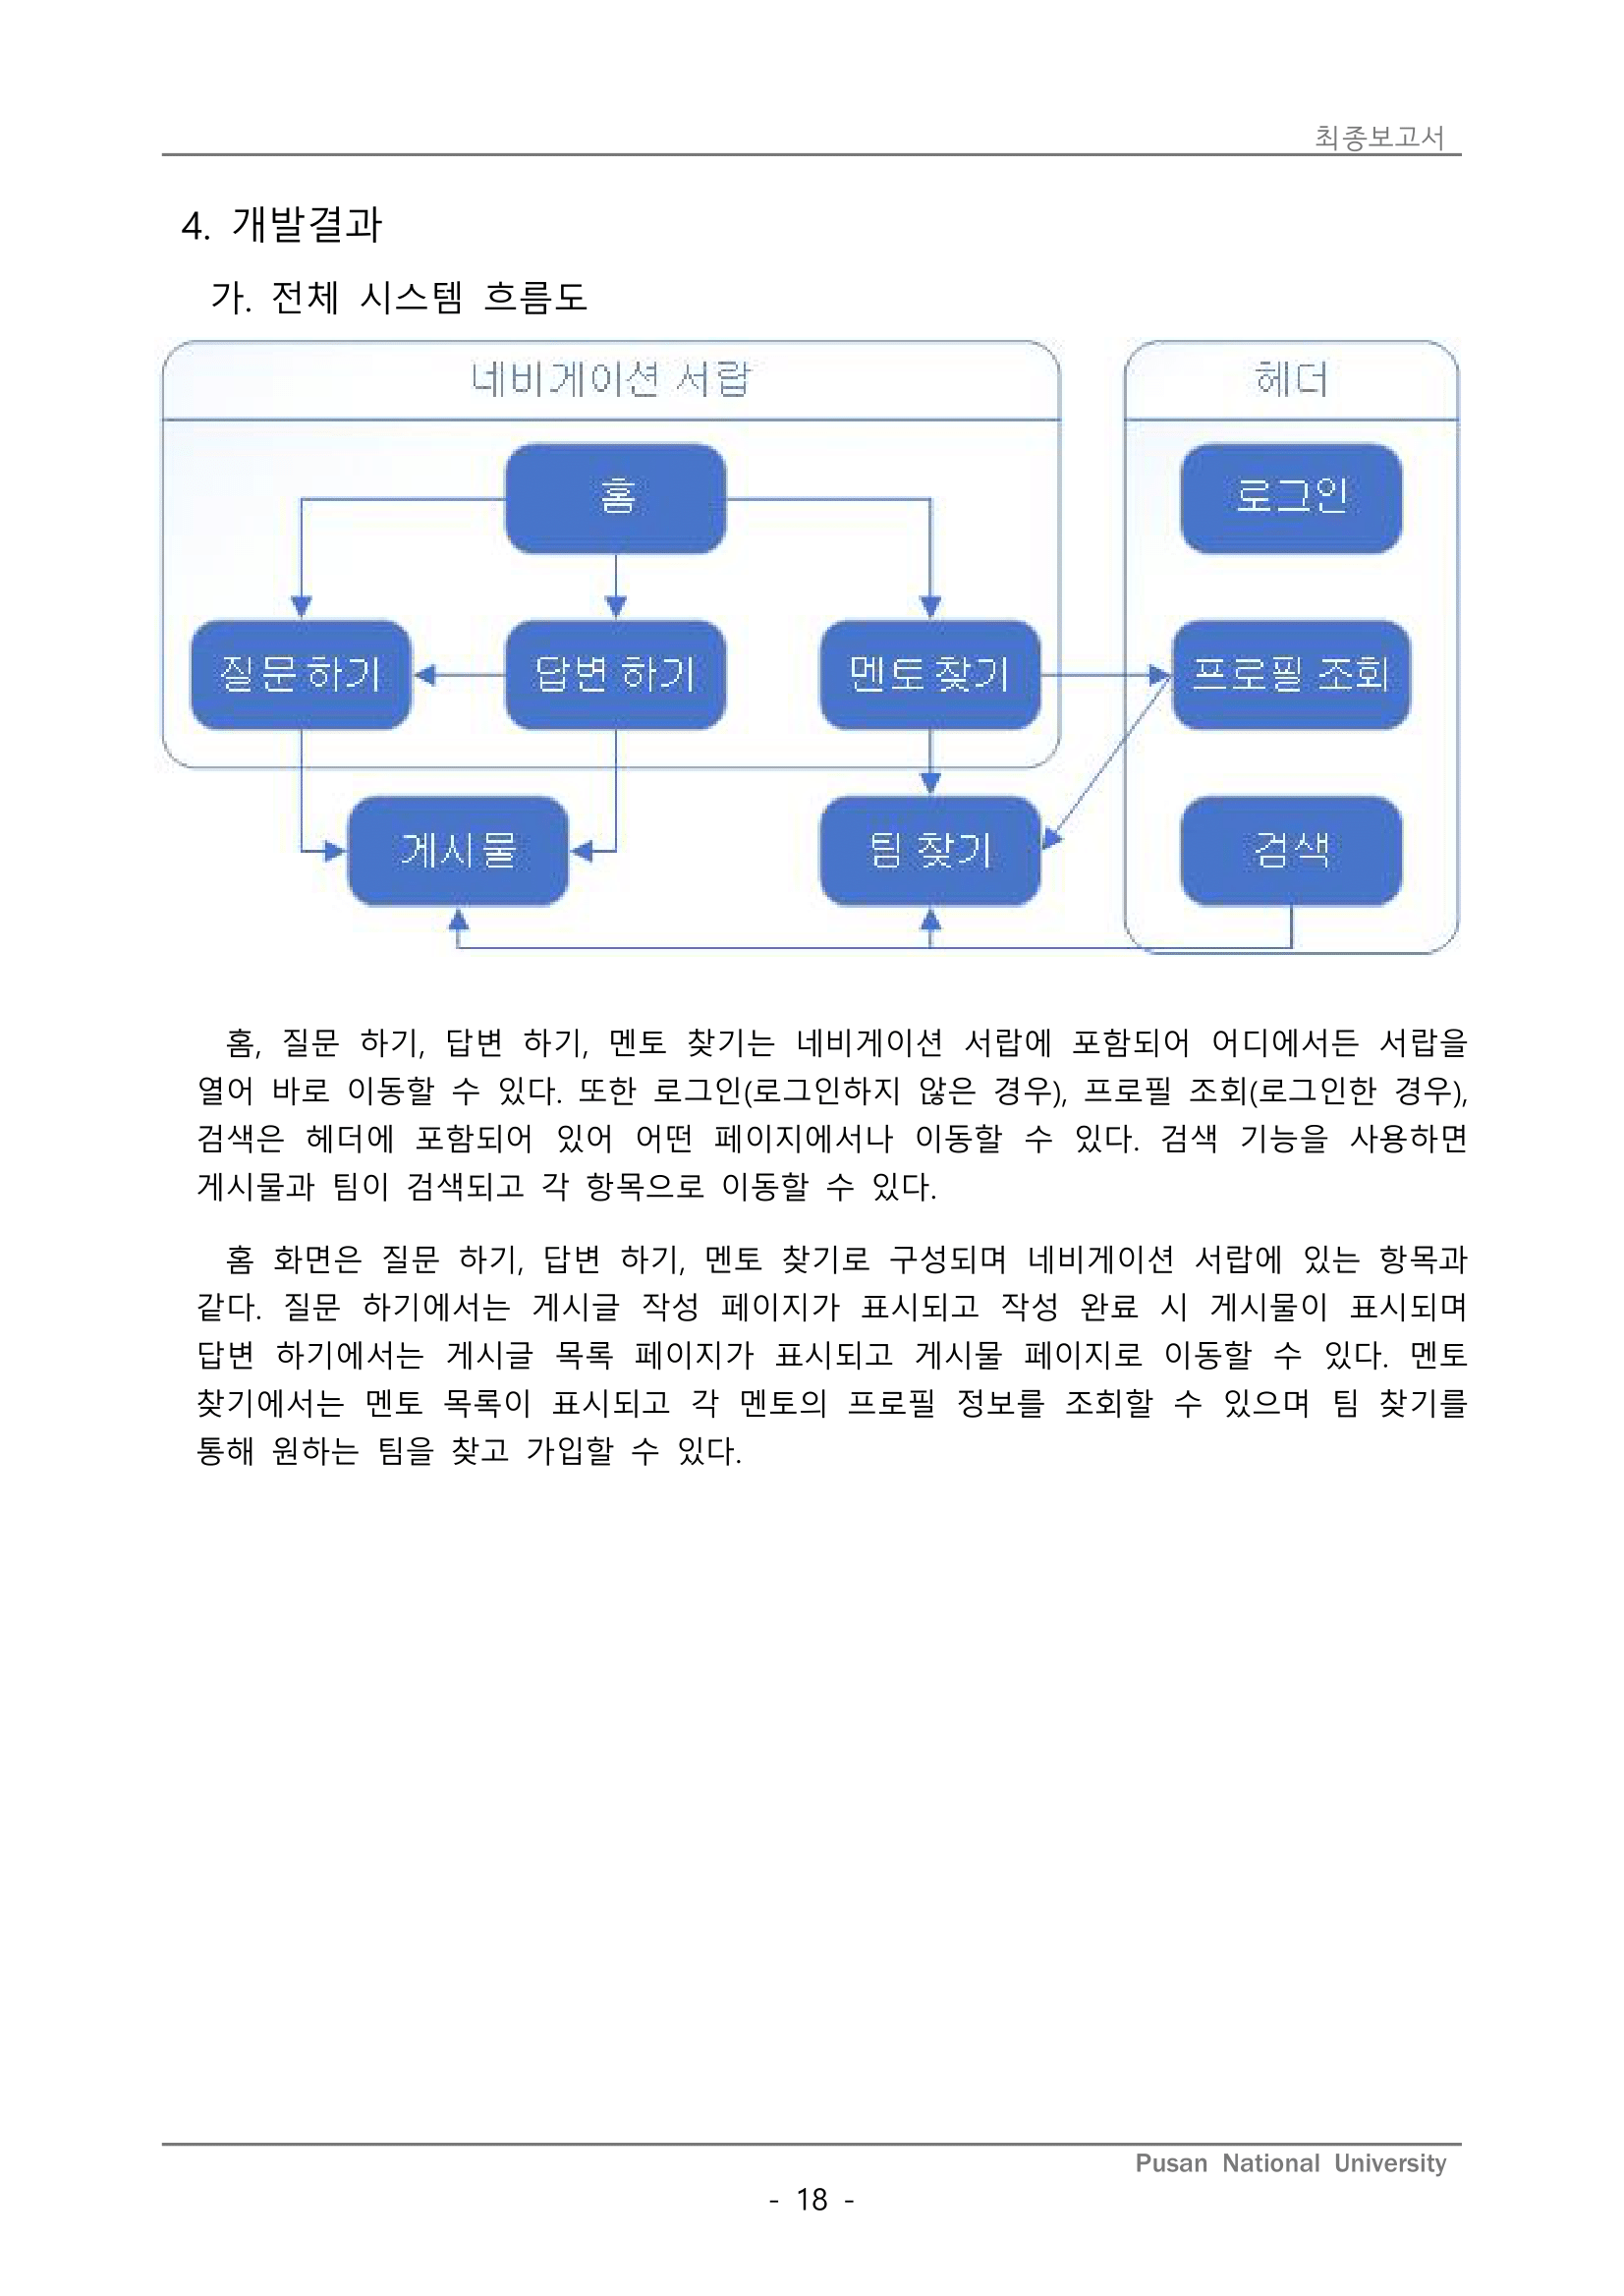 최종보고서
4. 개발결과
가. 전체 시스템 흐름도
네비게이션 서랍
헤더
홈
로그인
질문 하기
답변 하기
멘토 찾기
프로필 조회
게시물
팀 찾기
검색
홈, 질문 하기, 답변 하기, 멘토 찾기는 네비게이션 서랍에 포함되어 어디에서든 서랍을
열어 바로 이동할 수 있다. 또한 로그인(로그인하지 않은 경우), 프로필 조회(로그인한 경우),
검색은 헤더에 포함되어 있어 어떤 페이지에서나 이동할 수 있다. 검색 기능을 사용하면
게시물과 팀이 검색되고 각 항목으로 이동할 수 있다.
홈 화면은 질문 하기, 답변 하기, 멘토 찾기로 구성되며 네비게이션 서랍에 있는 항목과
같다. 질문 하기에서는 게시글 작성 페이지가 표시되고 작성 완료 시 게시물이 표시되며
답변 하기에서는 게시글 목록 페이지가 표시되고 게시물 페이지로 이동할 수 있다. 멘토
찾기에서는 멘토 목록이 표시되고 각 멘토의 프로필 정보를 조회할 수 있으며 팀 찾기를
통해 원하는 팀을 찾고 가입할 수 있다.
Pusan National University
- 18 -